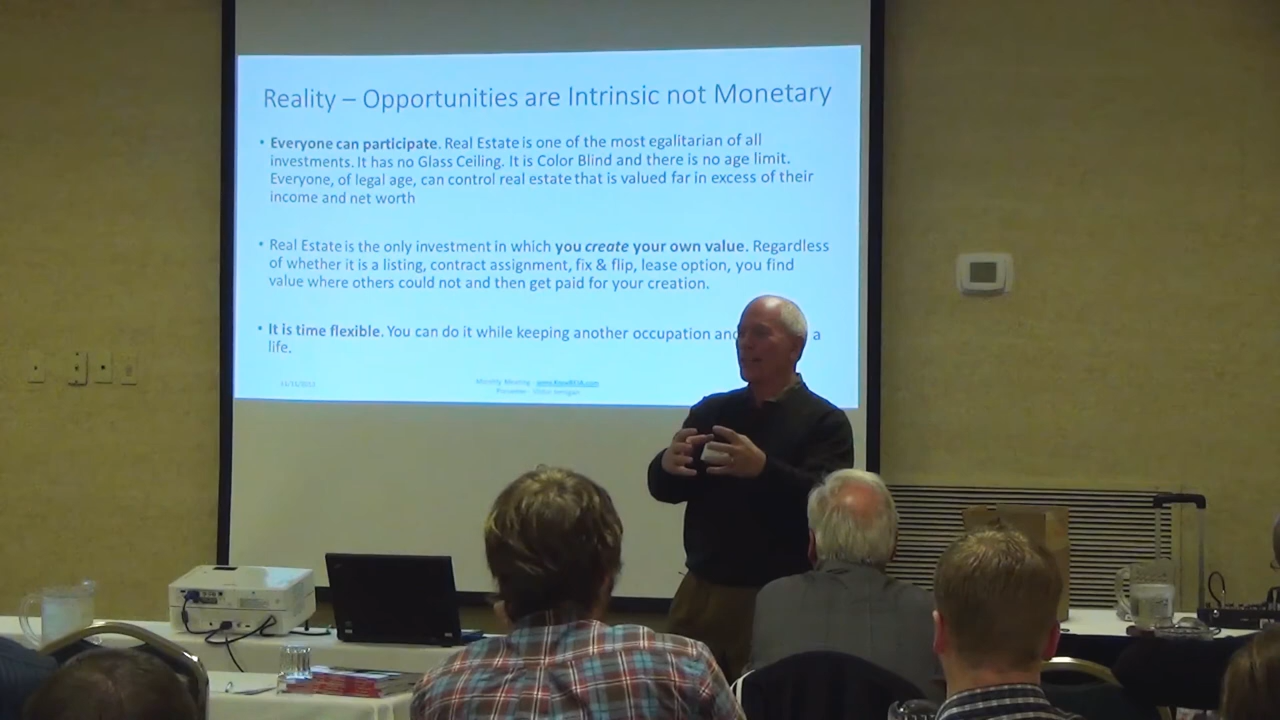 Reality – Opportunities are Intrinsic not Monetary
• Everyone can participate. Real Estate is one of the most egalitarian of all
investments. It has no Glass Ceiling. It is Color Blind and there is no age limit.
Everyone, of legal age, can control real estate that is valued far in excess of their
income and net worth
• Real Estate is the only investment in which you create your own value. Regardless
of whether it is a listing, contract assignment, fix & flip, lease option, you find
value where others could not and then get paid for your creation.
• It is time flexible. You can do it while keeping another occupation and a
life.
Monthly Meeting